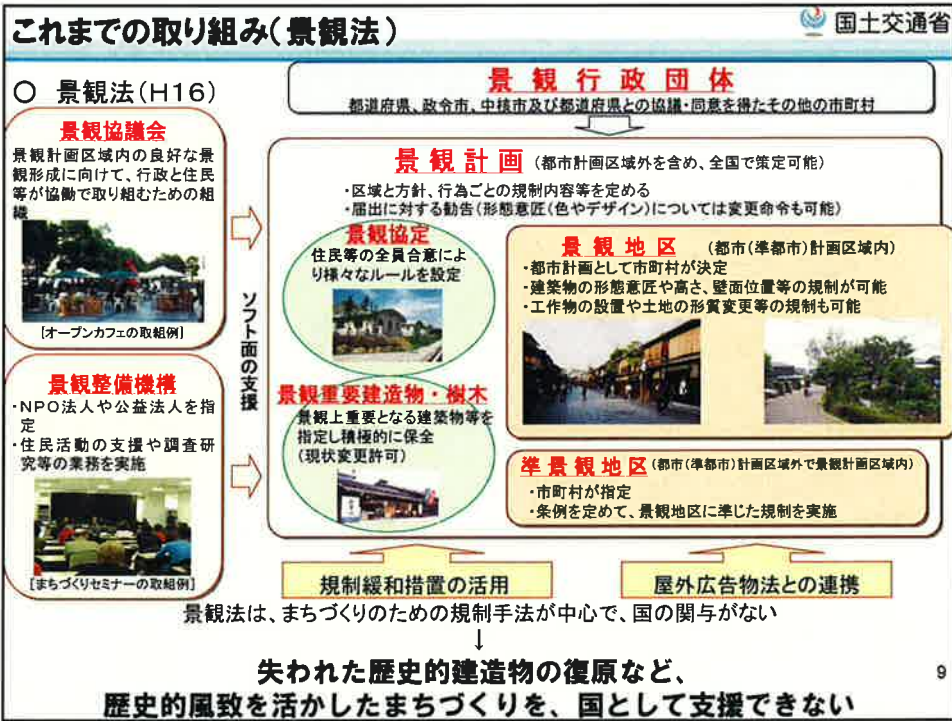 これまでの取り組み(景観法)
国土交通省
○ 景観法(H16)
景観行政団体
都道府県、政令市、中核市及び都道府県との協議・同意を得たその他の市町村
景観協議会
景観計画区域内の良好な景
観形成に向けて、行政と住民
等が協働で取り組むための組
織
[オープンカフェの取組例]
景観整備機構
・NPO法人や公益法人を指
定
・住民活動の支援や調査研
究等の業務を実施
[まちづくりセミナーの取組例]
ソフト面の支援
景観計画 (都市計画区域外を含め、全国で策定可能)
・区域と方針、行為ごとの規制内容等を定める
・届出に対する勧告(形態意匠(色やデザイン)については変更命令も可能)
景観協定
住民等の全員合意によ
り様々なルールを設定
景観重要建造物・樹木
景観上重要となる建築物等を
指定し積極的に保全
(現状変更許可)
景観地区 (都市(準都市)計画区域内)
・都市計画として市町村が決定
・建築物の形態意匠や高さ、壁面位置等の規制が可能
・工作物の設置や土地の形質変更等の規制も可能
準景観地区(都市(準都市)計画区域外で景観計画区域内)
・市町村が指定
・条例を定めて、景観地区に準じた規制を実施
規制緩和措置の活用
屋外広告物法との連携
景観法は、まちづくりのための規制手法が中心で、国の関与がない
↓
失われた歴史的建造物の復原など、
歴史的風致を活かしたまちづくりを、国として支援できない
9